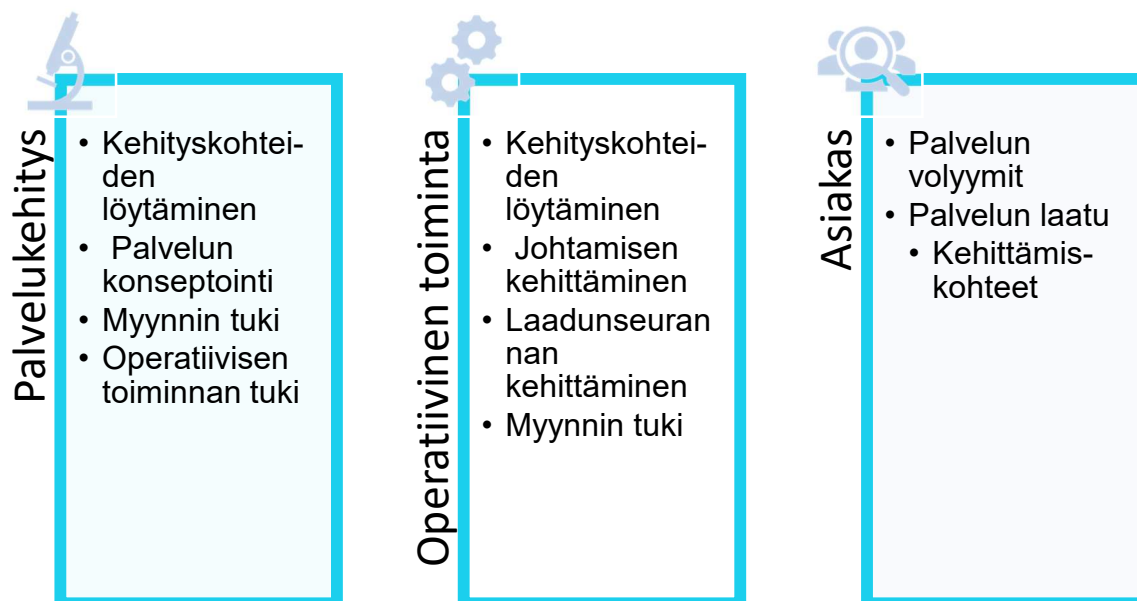 Palvelukehitys
• Kehityskohtei-
den
löytäminen
• Palvelun
konseptointi
• Myynnin tuki
• Operatiivisen
toiminnan tuki
Operatiivinen toiminta
• Kehityskohtei-
den
löytäminen
• Johtamisen
kehittäminen
• Laadunseuran
nan
kehittäminen
• Myynnin tuki
Asiakas
• Palvelun
volyymit
• Palvelun laatu
• Kehittämis-
kohteet